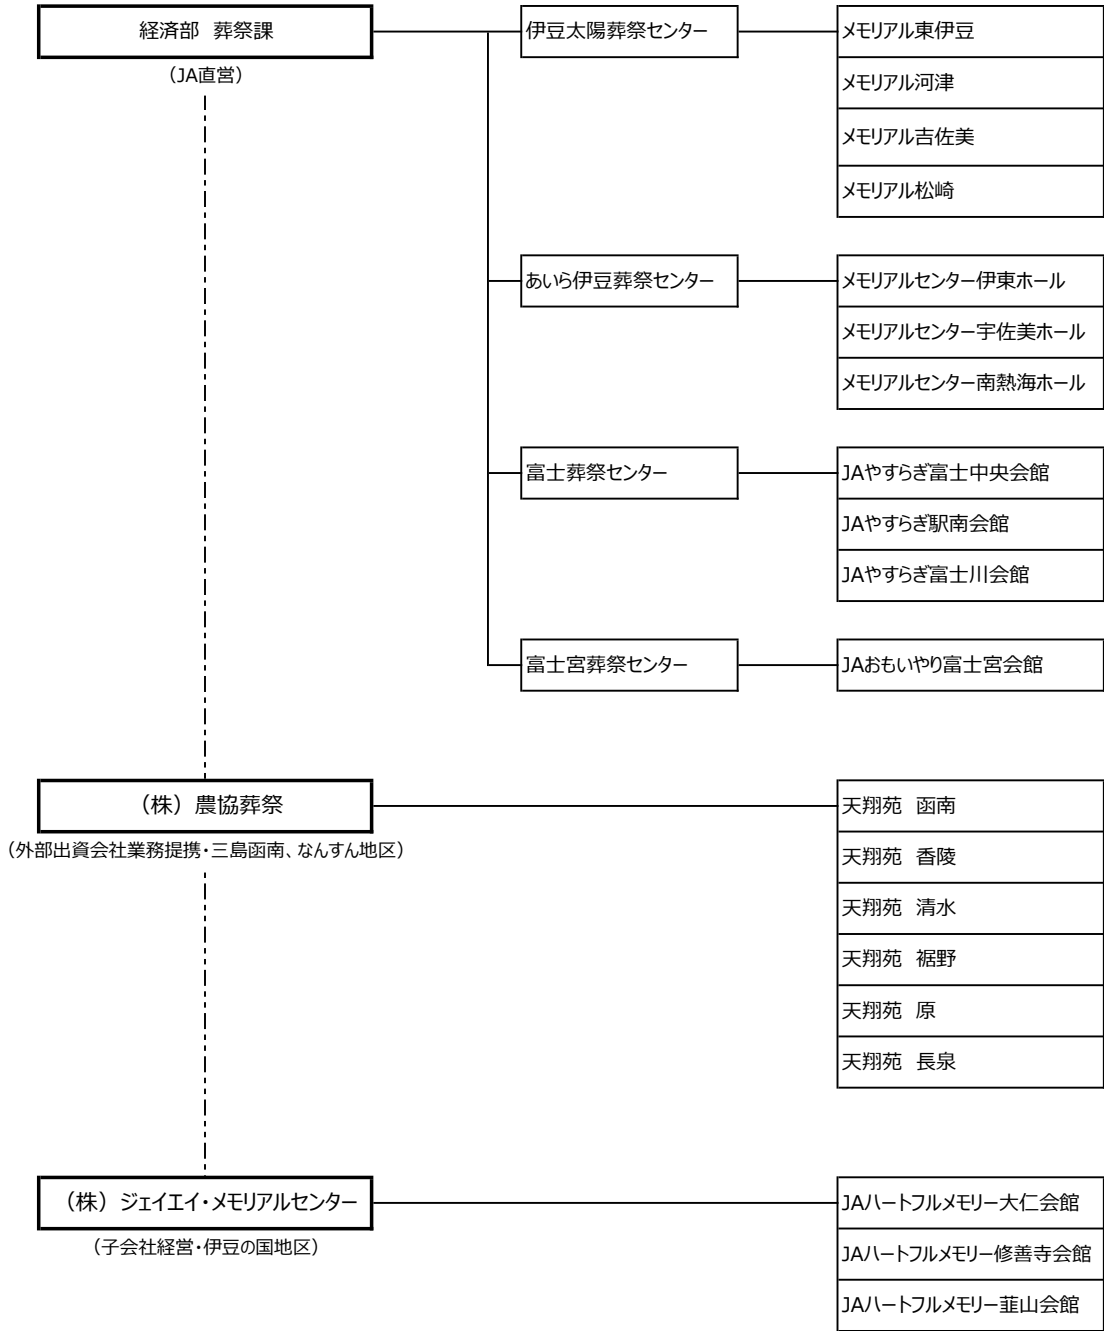 経済部　葬祭課
（JA直営）
伊豆太陽葬祭センター
メモリアル東伊豆
メモリアル河津
メモリアル吉佐美
メモリアル松崎
あいら伊豆葬祭センター
メモリアルセンター伊東ホール
メモリアルセンター宇佐美ホール
メモリアルセンター南熱海ホール
富士葬祭センター
JAやすらぎ富士中央会館
JAやすらぎ駅南会館
JAやすらぎ富士川会館
富士宮葬祭センター
JAおもいやり富士宮会館
（株）農協葬祭
（外部出資会社業務提携・三島函南、なんすん地区）
天翔苑　函南
天翔苑　香陵
天翔苑　清水
天翔苑　裾野
天翔苑　原
天翔苑　長泉
（株）ジェイエイ・メモリアルセンター
（子会社経営・伊豆の国地区）
JAハートフルメモリー大仁会館
JAハートフルメモリー修善寺会館
JAハートフルメモリー韮山会館